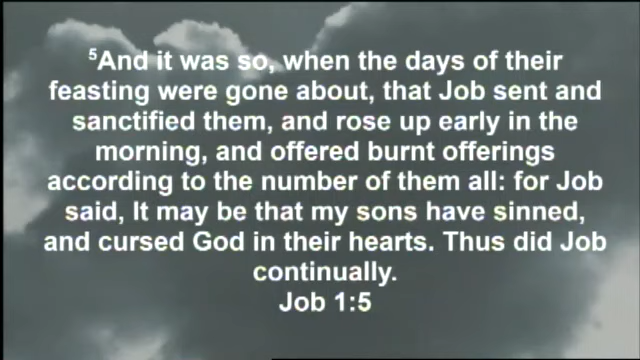 ⁵And it was so, when the days of their
feasting were gone about, that Job sent and
sanctified them, and rose up early in the
morning, and offered burnt offerings
according to the number of them all: for Job
said, It may be that my sons have sinned,
and cursed God in their hearts. Thus did Job
continually.
Job 1:5